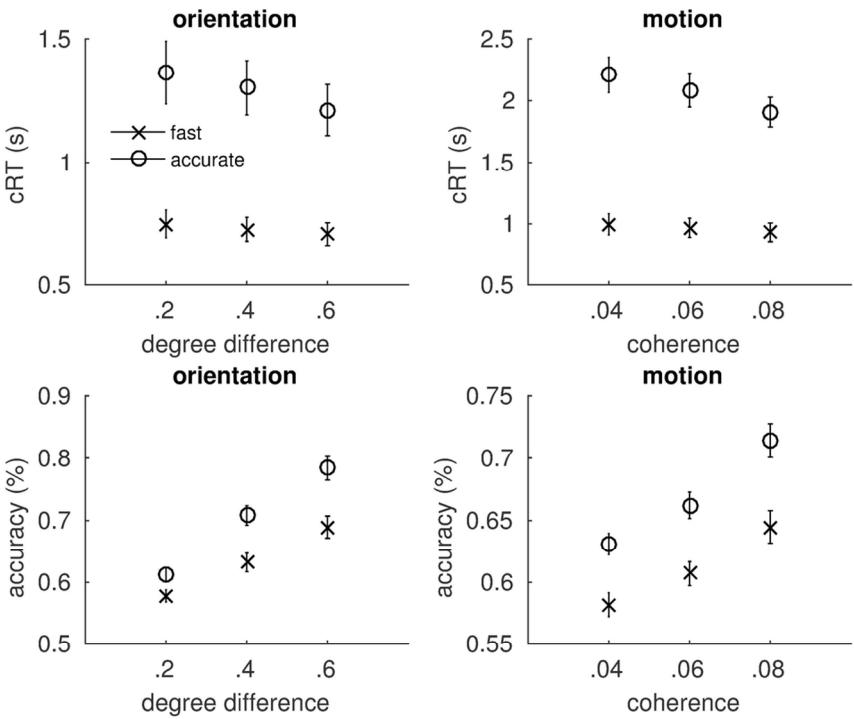 orientation
1.5
1
0.5
cRT (s)
fast
accurate
.2 .4 .6
degree difference
motion
2.5
2
1.5
1
0.5
cRT (s)
.04 .06 .08
coherence
orientation
0.9
0.8
0.7
0.6
0.5
accuracy (%)
.2 .4 .6
degree difference
motion
0.75
0.7
0.65
0.6
0.55
accuracy (%)
.04 .06 .08
coherence